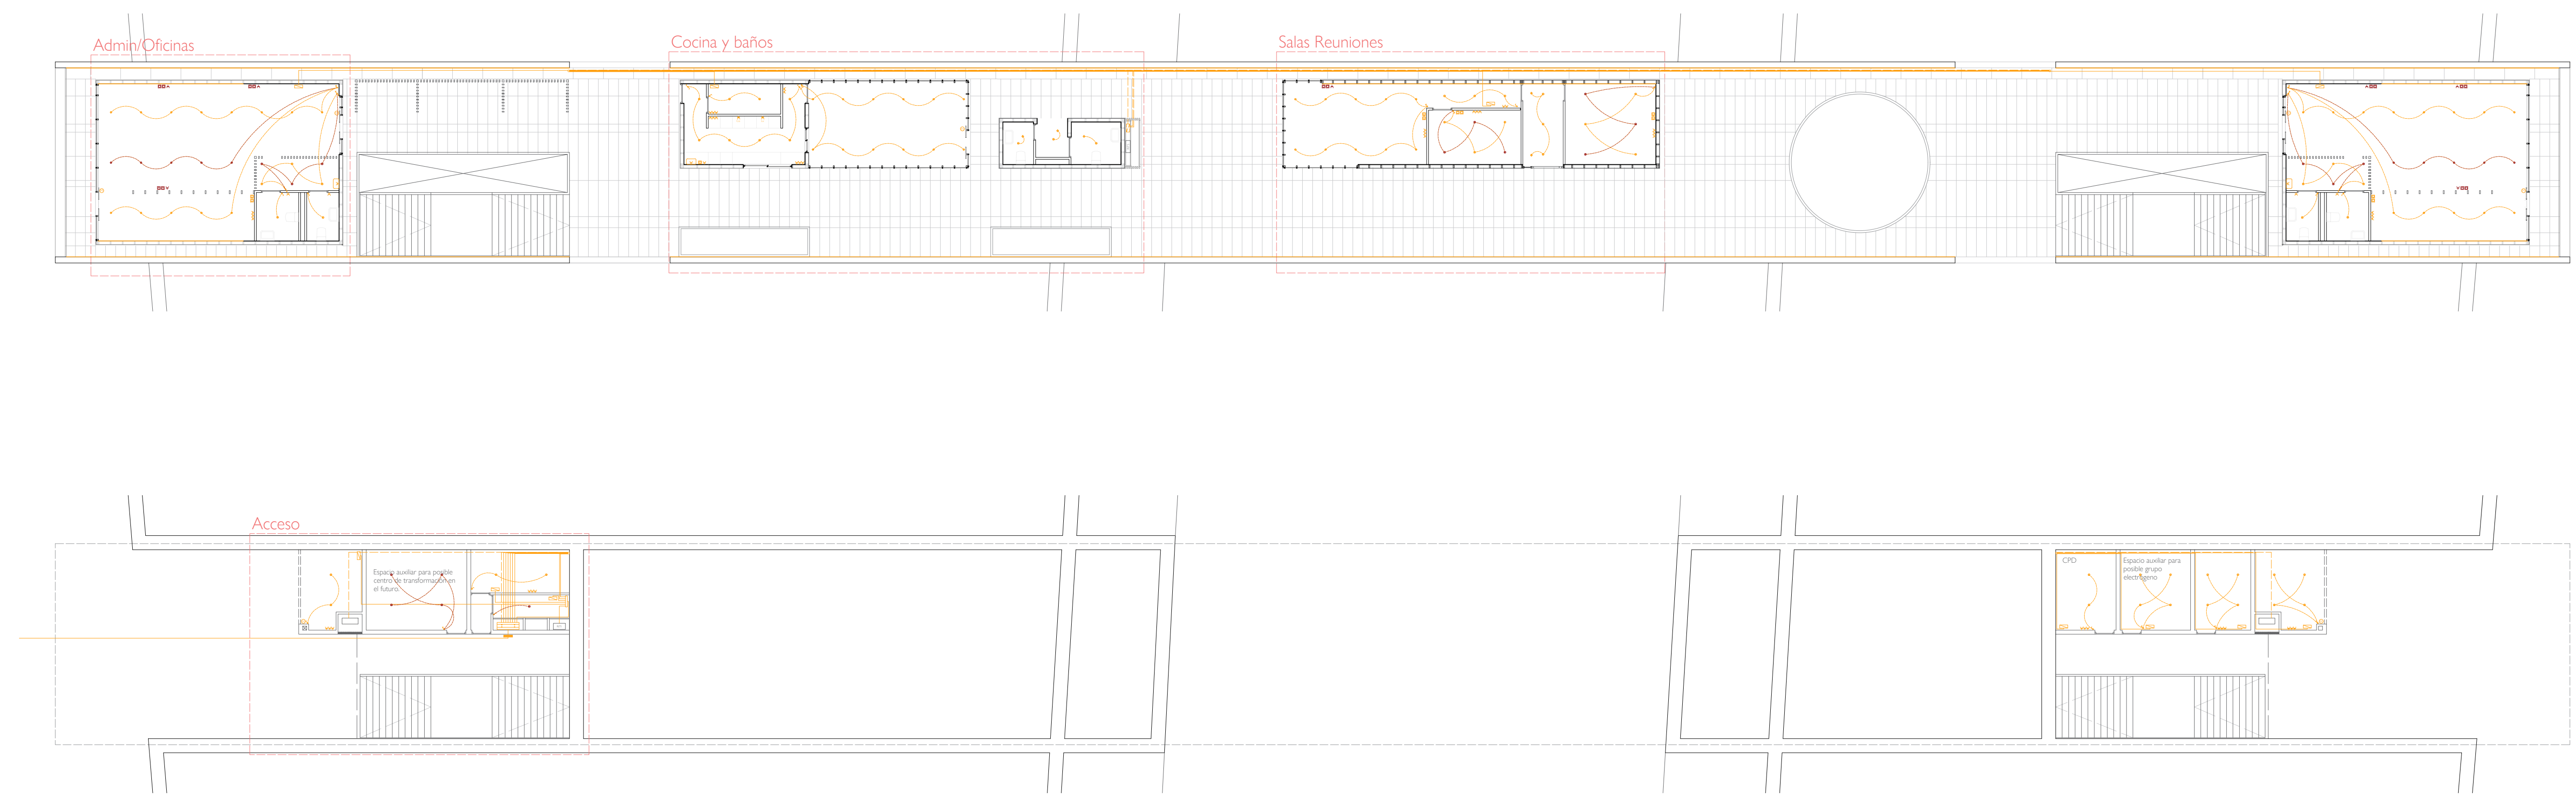 Admin/Oficinas
Cocina y baños
Salas Reuniones
Acceso
Espacio auxiliar para posible
centro de transformación en
el futuro.
CPD
Espacio auxiliar para
posible grupo
electrógeno